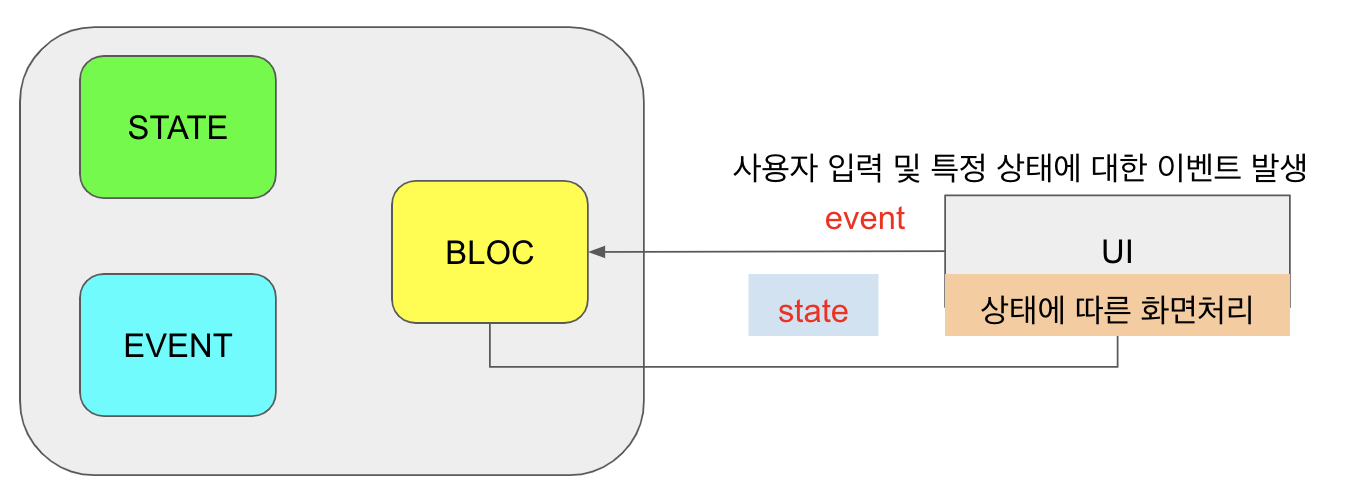 STATE
사용자 입력 및 특정 상태에 대한 이벤트 발생
event
BLOC
UI
state
상태에 따른 화면처리
EVENT